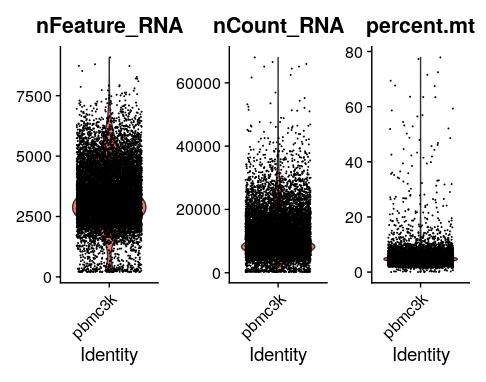 nFeature_RNA
7500
5000
2500
0
pbmc3k
Identity
nCount_RNA
60000
40000
20000
0
pbmc3k
Identity
percent.mt
80
60
40
20
0
pbmc3k
Identity